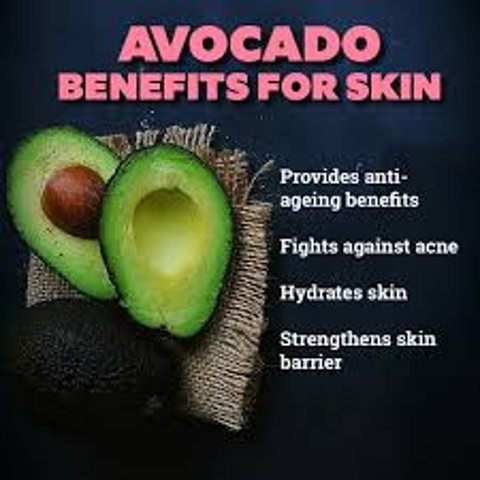 AVOCADO
BENEFITS FOR SKIN
Provides anti-
ageing benefits
Fights against acne
Hydrates skin
Strengthens skin
barrier